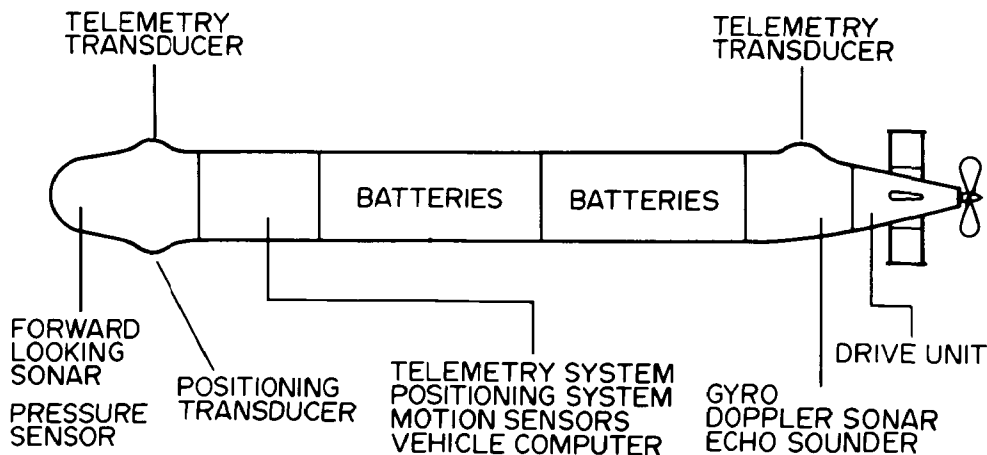 TELEMETRY
TRANSDUCER
TELEMETRY
TRANSDUCER
BATTERIES
BATTERIES
FORWARD
LOOKING
SONAR
PRESSURE
SENSOR
POSITIONING
TRANSDUCER
TELEMETRY SYSTEM
POSITIONING SYSTEM
MOTION SENSORS
VEHICLE COMPUTER
GYRO
DOPPLER SONAR
ECHO SOUNDER
DRIVE UNIT